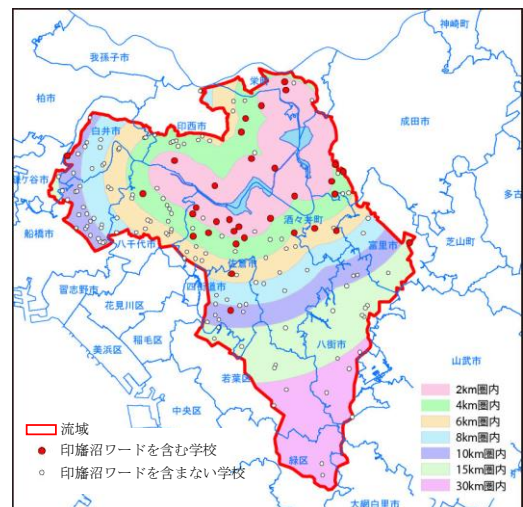 神崎町
我孫子市
栄町
柏市
成田市
白井市
印西市
鎌ケ谷市
多古
船橋市
酒々井町
八千代市
富里市
芝山町
佐倉市
四街道市
習志野市
花見川区
稲毛区
八街市
美浜区
山武市
若葉区
中央区
緑区
大網白里市
流域
印旛沼ワードを含む学校
印旛沼ワードを含まない学校
2km圏内
4km圏内
6km圏内
8km圏内
10km圏内
15km圏内
30km圏内